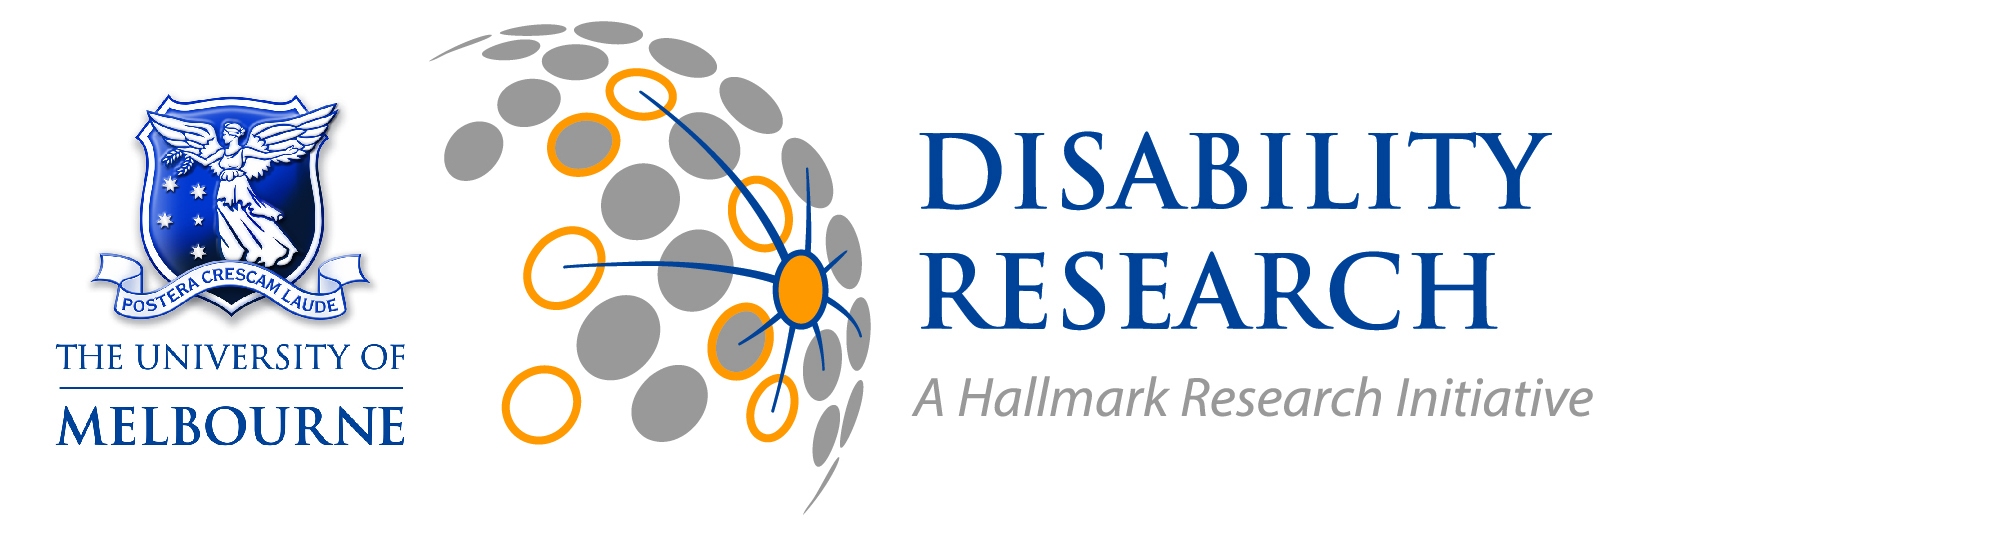 POSTERA CRESCAM LAUDE
THE UNIVERSITY OF
MELBOURNE
DISABILITY
RESEARCH
A Hallmark Research Initiative